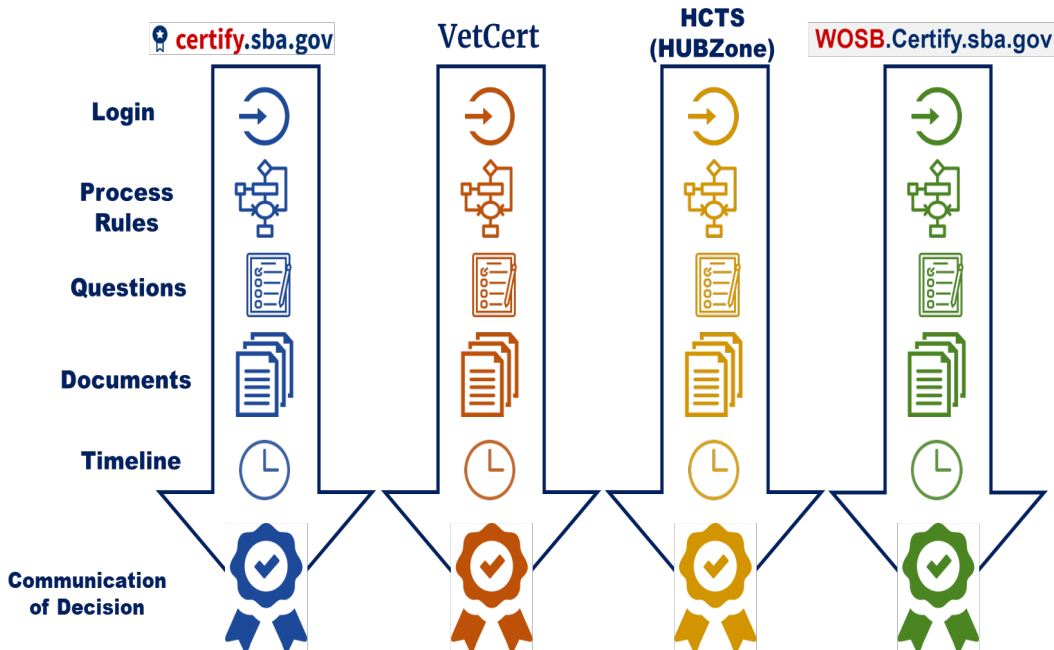 certify.sba.gov
VetCert
HCTS
(HUBZone)
WOSB.Certify.sba.gov
Login
Process
Rules
Questions
Documents
Timeline
Communication
of Decision